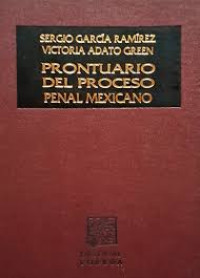 SERGIO GARCÍA RAMÍREZ
VICTORIA ADATO GREEN
PRONTUARIO
DEL PROCESO
PENAL MEXICANO